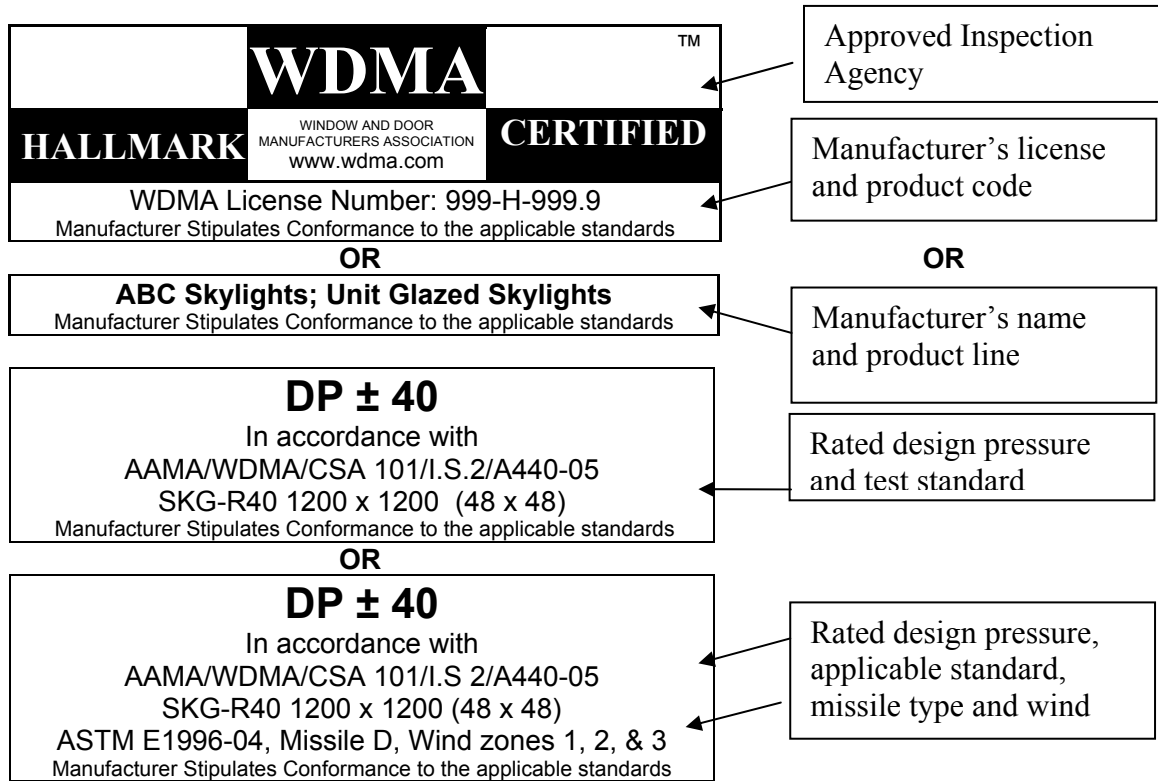 WDMA
TM
HALLMARK
WINDOW AND DOOR
MANUFACTURERS ASSOCIATION
www.wdma.com
CERTIFIED
WDMA License Number: 999-H-999.9
Manufacturer Stipulates Conformance to the applicable standards
OR
ABC Skylights; Unit Glazed Skylights
Manufacturer Stipulates Conformance to the applicable standards
DP ± 40
In accordance with
AAMA/WDMA/CSA 101/I.S.2/A440-05
SKG-R40 1200 x 1200 (48 x 48)
Manufacturer Stipulates Conformance to the applicable standards
OR
DP ± 40
In accordance with
AAMA/WDMA/CSA 101/I.S 2/A440-05
SKG-R40 1200 x 1200 (48 x 48)
ASTM E1996-04, Missile D, Wind zones 1, 2, & 3
Manufacturer Stipulates Conformance to the applicable standards
Approved Inspection
Agency
Manufacturer’s license
and product code
OR
Manufacturer’s name
and product line
Rated design pressure
and test standard
Rated design pressure,
applicable standard,
missile type and wind